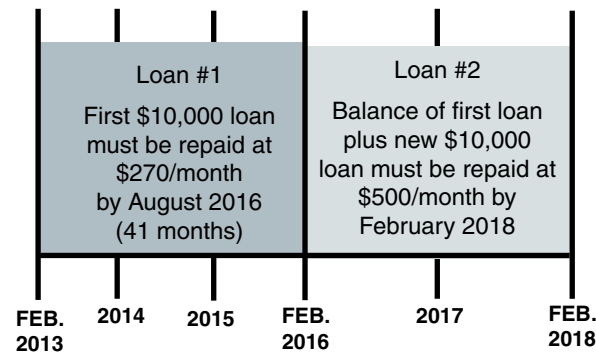 Loan #1
First $10,000 loan
must be repaid at
$270/month
by August 2016
(41 months)
Loan #2
Balance of first loan
plus new $10,000
loan must be repaid at
$500/month by
February 2018
FEB.
2013
2014
2015
FEB.
2016
2017
FEB.
2018